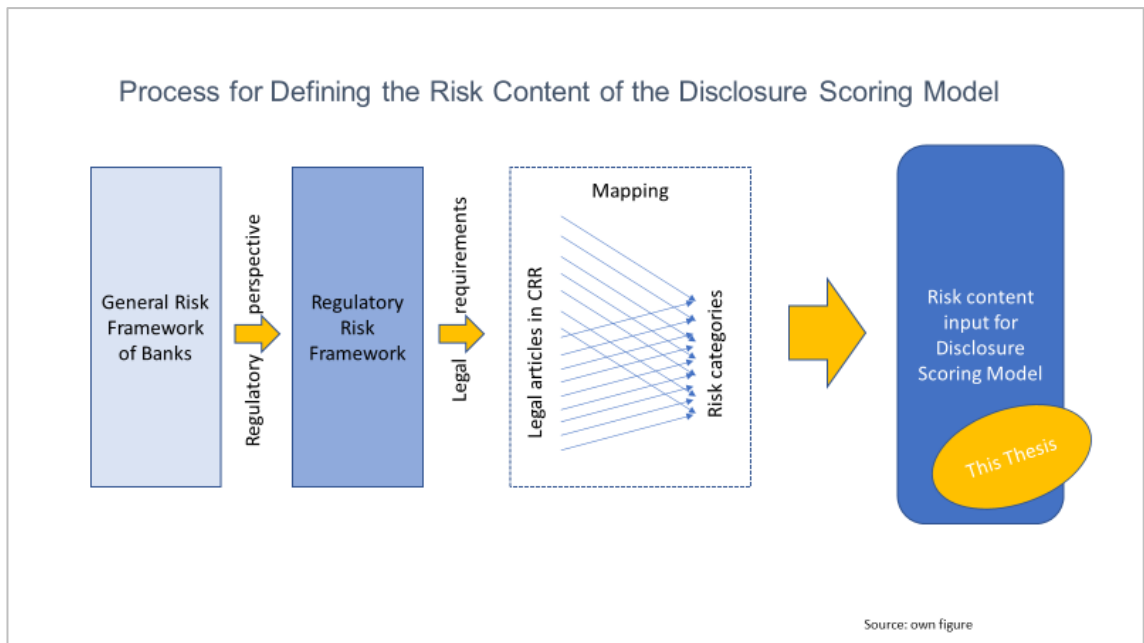 Process for Defining the Risk Content of the Disclosure Scoring Model
General Risk
Framework
of Banks
Regulatory perspective
Regulatory
Risk
Framework
Legal requirements
Mapping
Legal articles in CRR
Risk categories
Risk content
input for
Disclosure
Scoring Model
This Thesis
Source: own figure